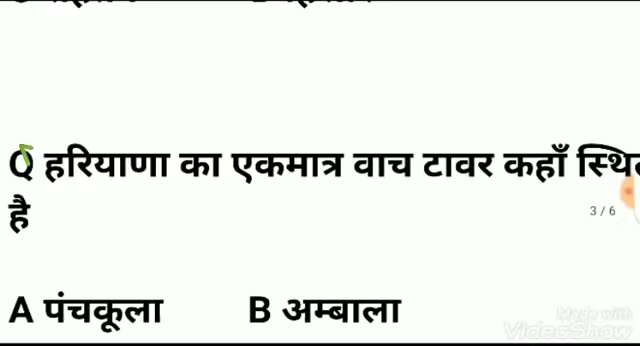 Q हरियाणा का एकमात्र वाच टावर कहाँ
है
3 / 6
A पंचकूला B अम्बाला
Made with
VideoShow